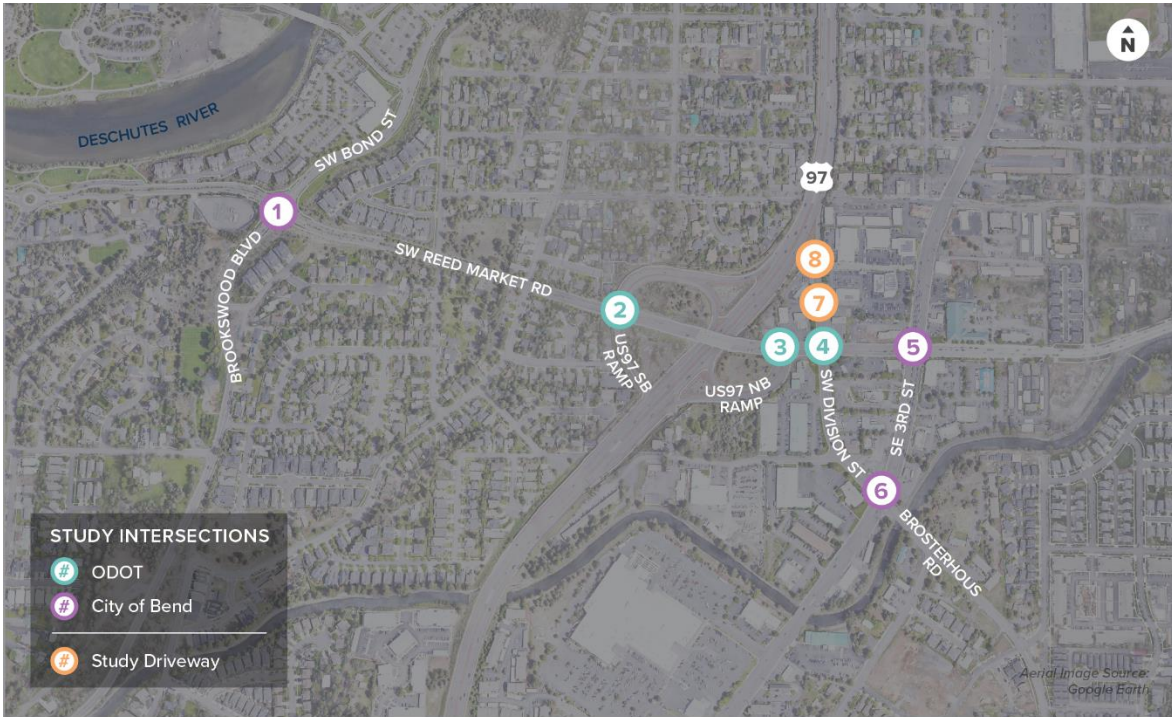 N
DESCHUTES RIVER
SW BOND ST
97
1
BROOKSWOOD BLVD
SW REED MARKET RD
8
7
2
3
4
5
US97 SB
RAMP
US97 NB
RAMP
SW DIVISION ST
SE 3RD ST
6
BROSTERHOUS
RD
STUDY INTERSECTIONS
# ODOT
# City of Bend
# Study Driveway
Aerial Image Source:
Google Earth